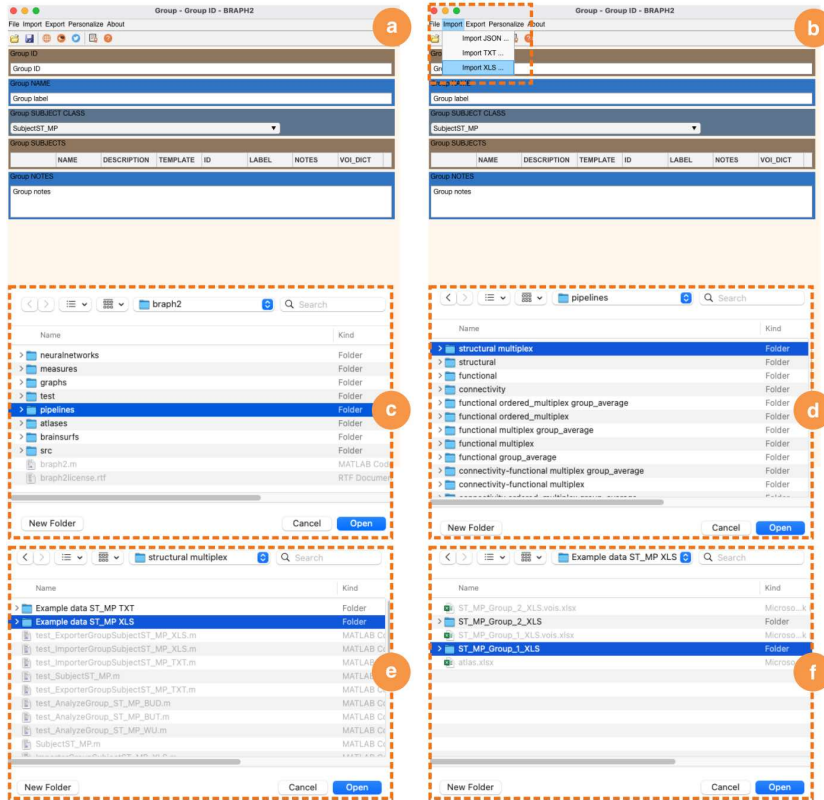 Group - Group ID - BRAPH2
a
File Import Export Personalize About
Group ID
Group ID
Group NAME
Group label
Group SUBJECT CLASS
SubjectST_MP
Group SUBJECTS
NAME DESCRIPTION TEMPLATE ID LABEL NOTES VOI_DICT
Group NOTES
Group notes
Group - Group ID - BRAPH2
b
File Import Export Personalize About
Import JSON ...
Import TXT ...
Import XLS ...
Group label
Group SUBJECT CLASS
SubjectST_MP
Group SUBJECTS
NAME DESCRIPTION TEMPLATE ID LABEL NOTES VOI_DICT
Group NOTES
Group notes
braph2
Search
Name Kind
neuralnetworks Folder
measures Folder
graphs Folder
test Folder
pipelines Folder
c
atlases Folder
brainsurfs Folder
src Folder
braph2.m MATLAB Cod
braph2license.rtf RTF Documen
New Folder Cancel Open
pipelines
Search
Name Kind
structural multiplex Folder
structural Folder
functional Folder
connectivity Folder
functional ordered_multiplex group_average Folder
d
functional ordered_multiplex Folder
functional multiplex group_average Folder
functional multiplex Folder
functional group_average Folder
connectivity-functional multiplex group_average Folder
connectivity-functional multiplex Folder
New Folder Cancel Open
structural multiplex
Search
Name Kind
Example data ST_MP TXT Folder
Example data ST_MP XLS Folder
test_ExporterGroupSubjectST_MP_XLS.m MATLAB Co
test_ImporterGroupSubjectST_MP_XLS.m MATLAB Co
test_ImporterGroupSubjectST_MP_TXT.m MATLAB Co
test_SubjectST_MP.m MATLAB
e
test_ExporterGroupSubjectST_MP_TXT.m MATLAB
test_AnalyzeGroup_ST_MP_BUD.m MATLAB Co
test_AnalyzeGroup_ST_MP_BUT.m MATLAB Co
test_AnalyzeGroup_ST_MP_WU.m MATLAB Co
SubjectST_MP.m MATLAB Co
New Folder Cancel Open
Example data ST_MP XLS
Search
Name Kind
ST_MP_Group_2_XLS.vois.xlsx Microso...k
ST_MP_Group_2_XLS Folder
ST_MP_Group_1_XLS.vois.xlsx Microso...k
ST_MP_Group_1_XLS Folder
atlas.xlsx Microso
f
New Folder Cancel Open